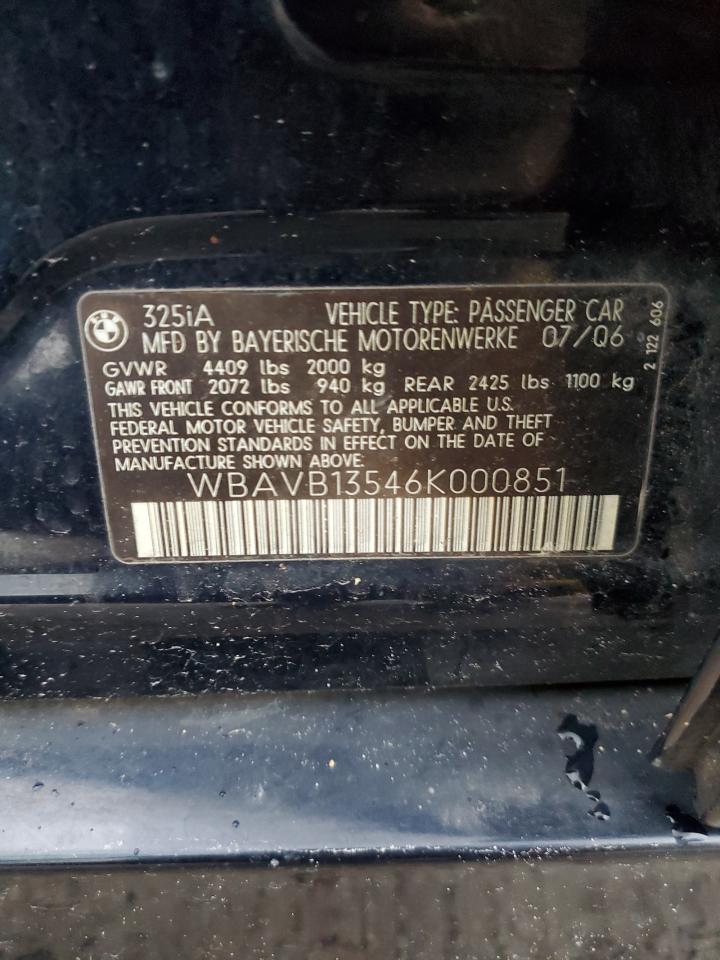 325iA VEHICLE TYPE: PASSENGER CAR
MFD BY BAYERISCHE MOTORENWERKE 07/06
GVWR 4409 lbs 2000 kg
GAWR FRONT 2072 lbs 940 kg REAR 2425 lbs 1100 kg
THIS VEHICLE CONFORMS TO ALL APPLICABLE U.S.
FEDERAL MOTOR VEHICLE SAFETY, BUMPER AND THEFT
PREVENTION STANDARDS IN EFFECT ON THE DATE OF
MANUFACTURE SHOWN ABOVE:
WBAVB13546K000851
2 122 606